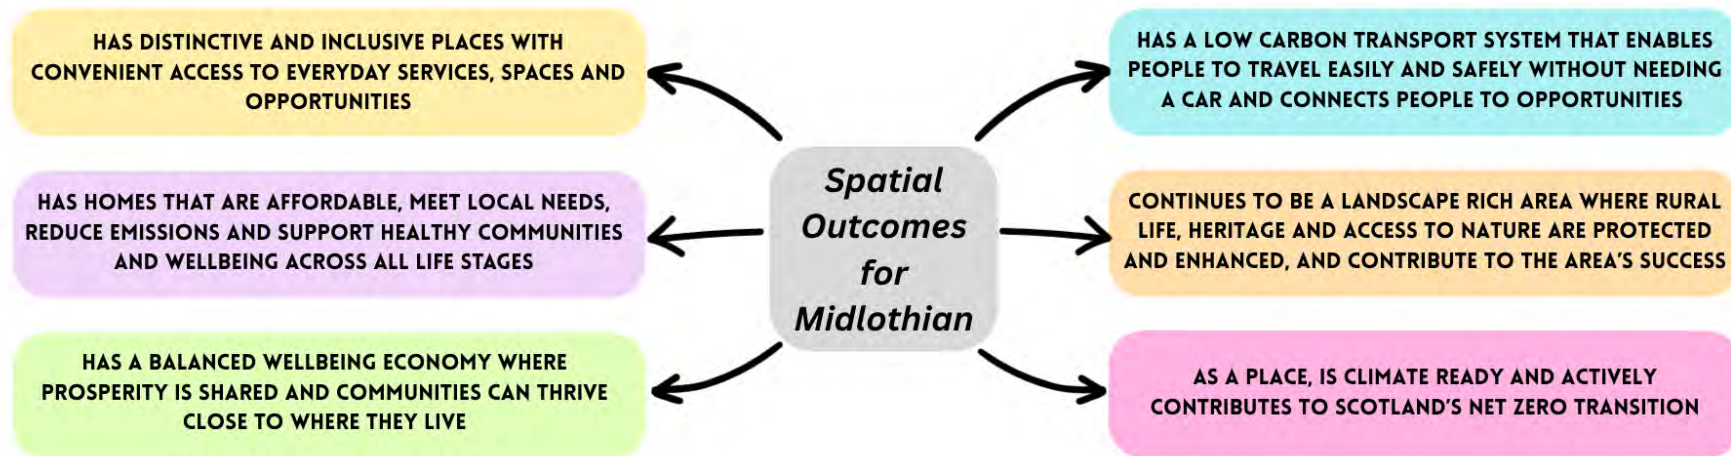 HAS DISTINCTIVE AND INCLUSIVE PLACES WITH
CONVENIENT ACCESS TO EVERYDAY SERVICES, SPACES AND
OPPORTUNITIES
HAS HOMES THAT ARE AFFORDABLE, MEET LOCAL NEEDS,
REDUCE EMISSIONS AND SUPPORT HEALTHY COMMUNITIES
AND WELLBEING ACROSS ALL LIFE STAGES
HAS A BALANCED WELLBEING ECONOMY WHERE
PROSPERITY IS SHARED AND COMMUNITIES CAN THRIVE
CLOSE TO WHERE THEY LIVE
Spatial
Outcomes
for
Midlothian
HAS A LOW CARBON TRANSPORT SYSTEM THAT ENABLES
PEOPLE TO TRAVEL EASILY AND SAFELY WITHOUT NEEDING
A CAR AND CONNECTS PEOPLE TO OPPORTUNITIES
CONTINUES TO BE A LANDSCAPE RICH AREA WHERE RURAL
LIFE, HERITAGE AND ACCESS TO NATURE ARE PROTECTED
AND ENHANCED, AND CONTRIBUTE TO THE AREA'S SUCCESS
AS A PLACE, IS CLIMATE READY AND ACTIVELY
CONTRIBUTES TO SCOTLAND'S NET ZERO TRANSITION